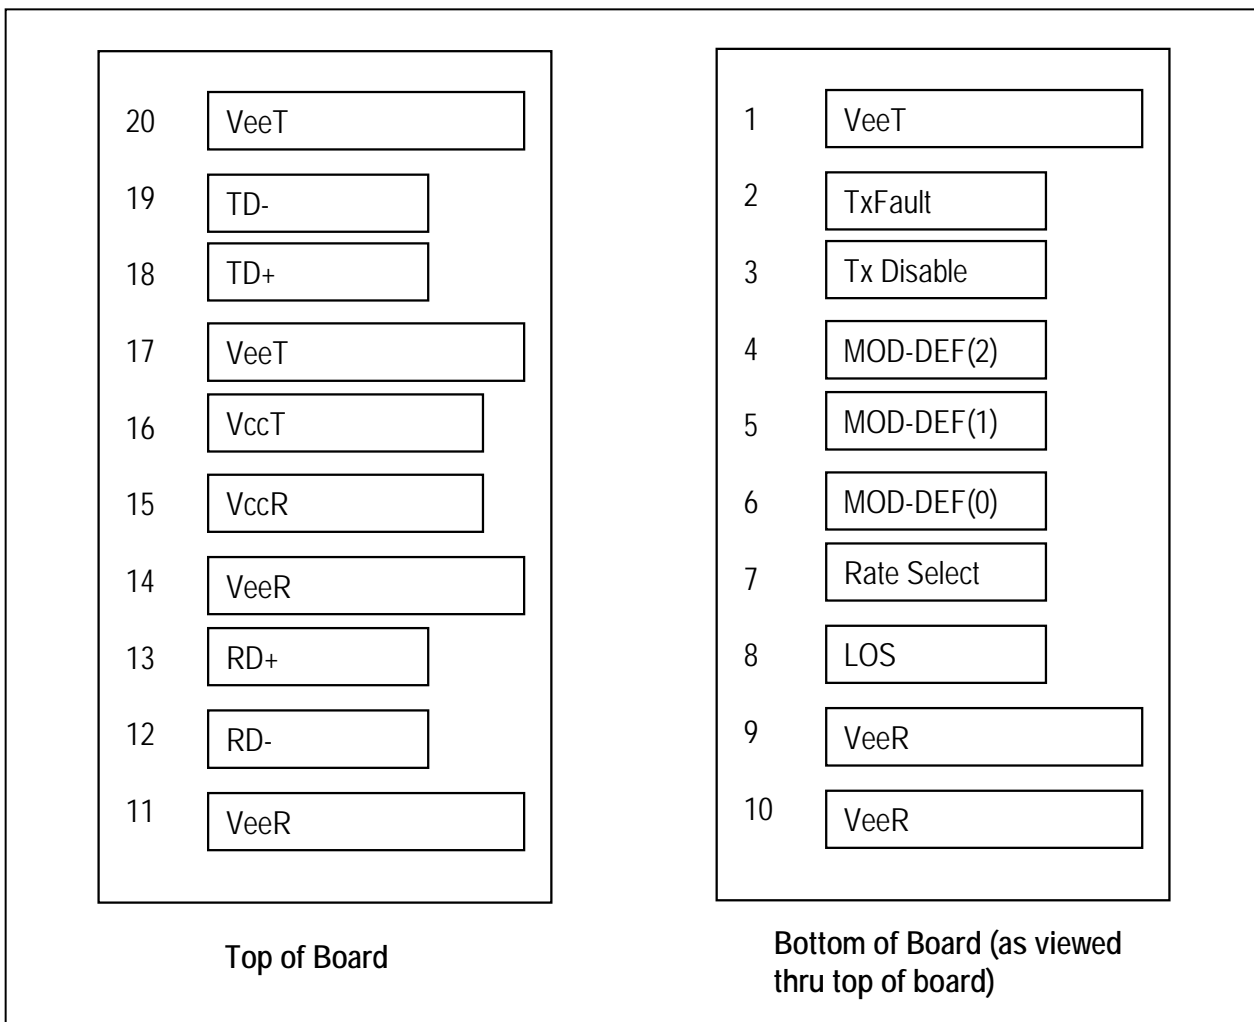 20 VeeT
19 TD-
18 TD+
17 VeeT
16 VccT
15 VccR
14 VeeR
13 RD+
12 RD-
11 VeeR
Top of Board
1 VeeT
2 TxFault
3 Tx Disable
4 MOD-DEF(2)
5 MOD-DEF(1)
6 MOD-DEF(0)
7 Rate Select
8 LOS
9 VeeR
10 VeeR
Bottom of Board (as viewed
thru top of board)